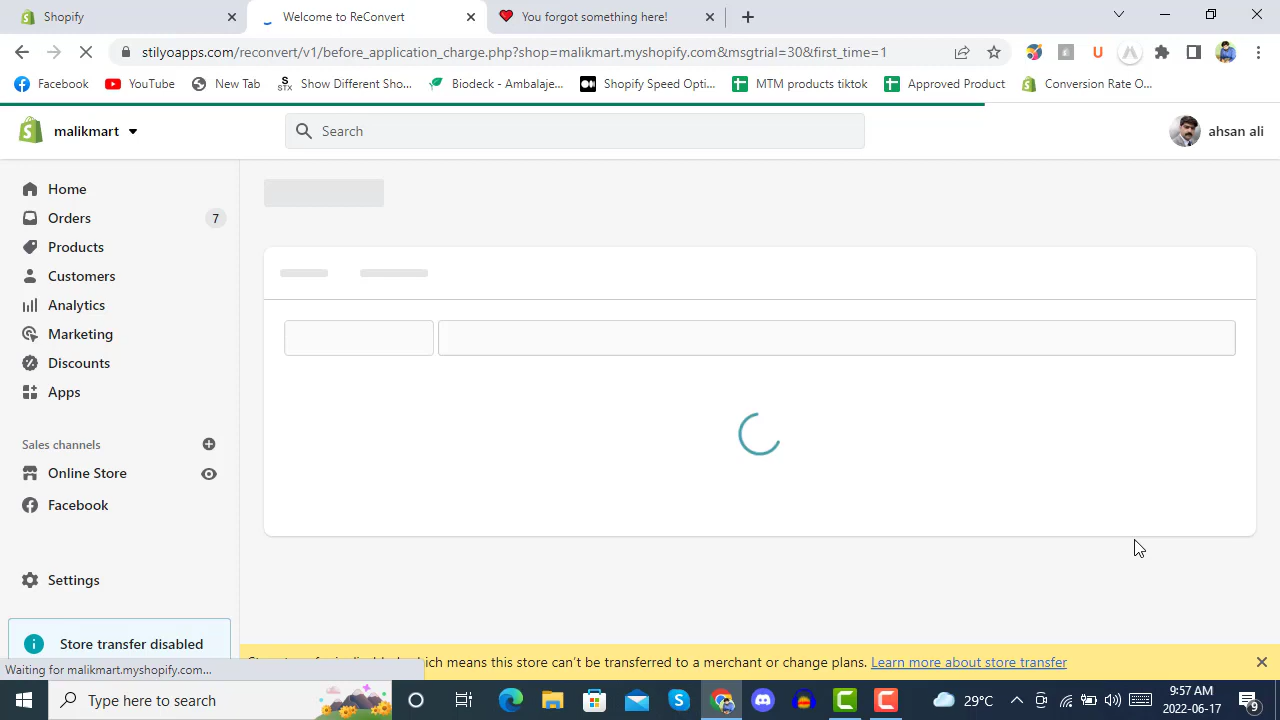 Shopify
Welcome to ReConvert
You forgot something here!
stilyoapps.com/reconvert/v1/before_application_charge.php?shop=malikmart.myshopify.com&msgtrial=30&first_time=1
Facebook
YouTube
New Tab
STX
Show Different Sho...
Biodeck - Ambalaje...
Shopify Speed Opti...
MTM products tiktok
Approved Product
Conversion Rate O...
malikmart
Search
ahsan ali
Home
Orders
7
Products
Customers
Analytics
Marketing
Discounts
Apps
Sales channels
Online Store
Facebook
Settings
Store transfer disabled
which means this store can't be transferred to a merchant or change plans. Learn more about store transfer
Waiting for malikmart.myshopify.com...
Type here to search
29°C
9:57 AM
2022-06-17
9